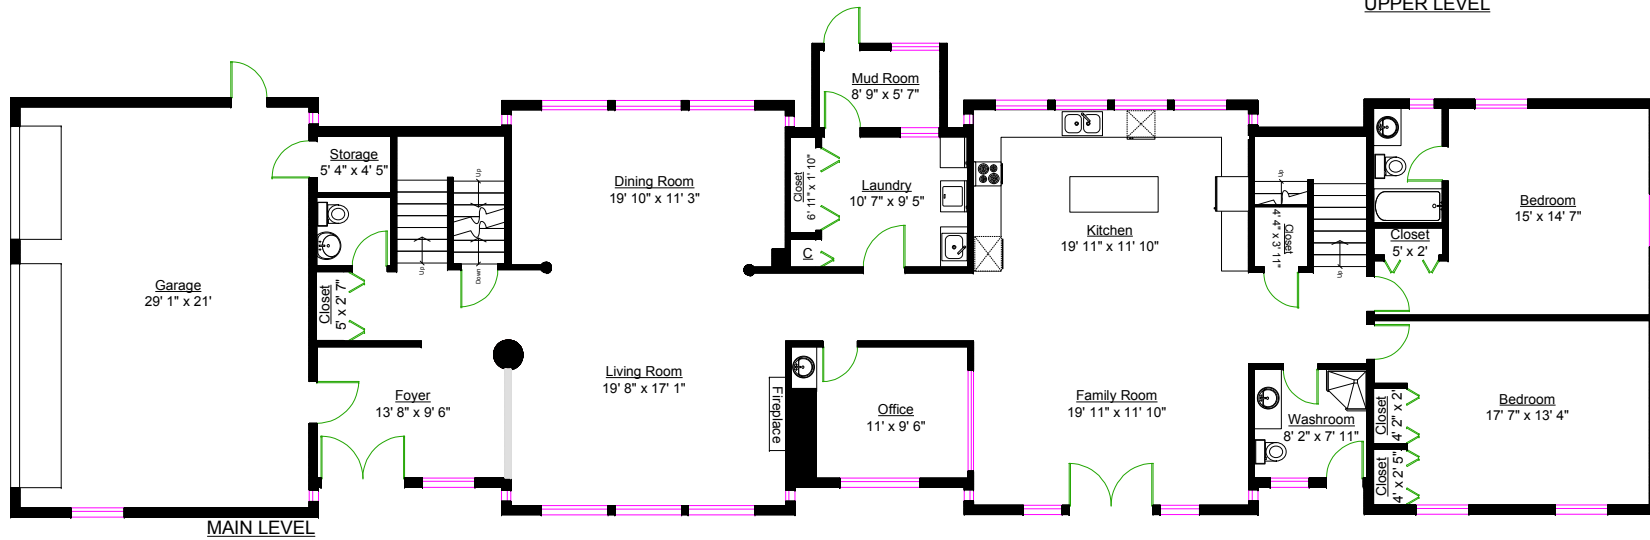 UPPER LEVEL
Mud Room
8' 9" x 5' 7"
Storage
5' 4" x 4' 5"
Up
Up
Down
Dining Room
19' 10" x 11' 3"
Closet
6' 11" x 1' 10"
Laundry
10' 7" x 9' 5"
C
Kitchen
19' 11" x 11' 10"
Up
Closet
4' 4" x 3' 11"
Up
Closet
5' x 2'
Bedroom
15' x 14' 7"
Garage
29' 1" x 21'
Closet
5' x 2' 7"
Foyer
13' 8" x 9' 6"
Living Room
19' 8" x 17' 1"
Fireplace
Office
11' x 9' 6"
Family Room
19' 11" x 11' 10"
Washroom
8' 2" x 7' 11"
Closet
4' 2" x 2'
Closet
4' x 2' 5"
Bedroom
17' 7" x 13' 4"
MAIN LEVEL